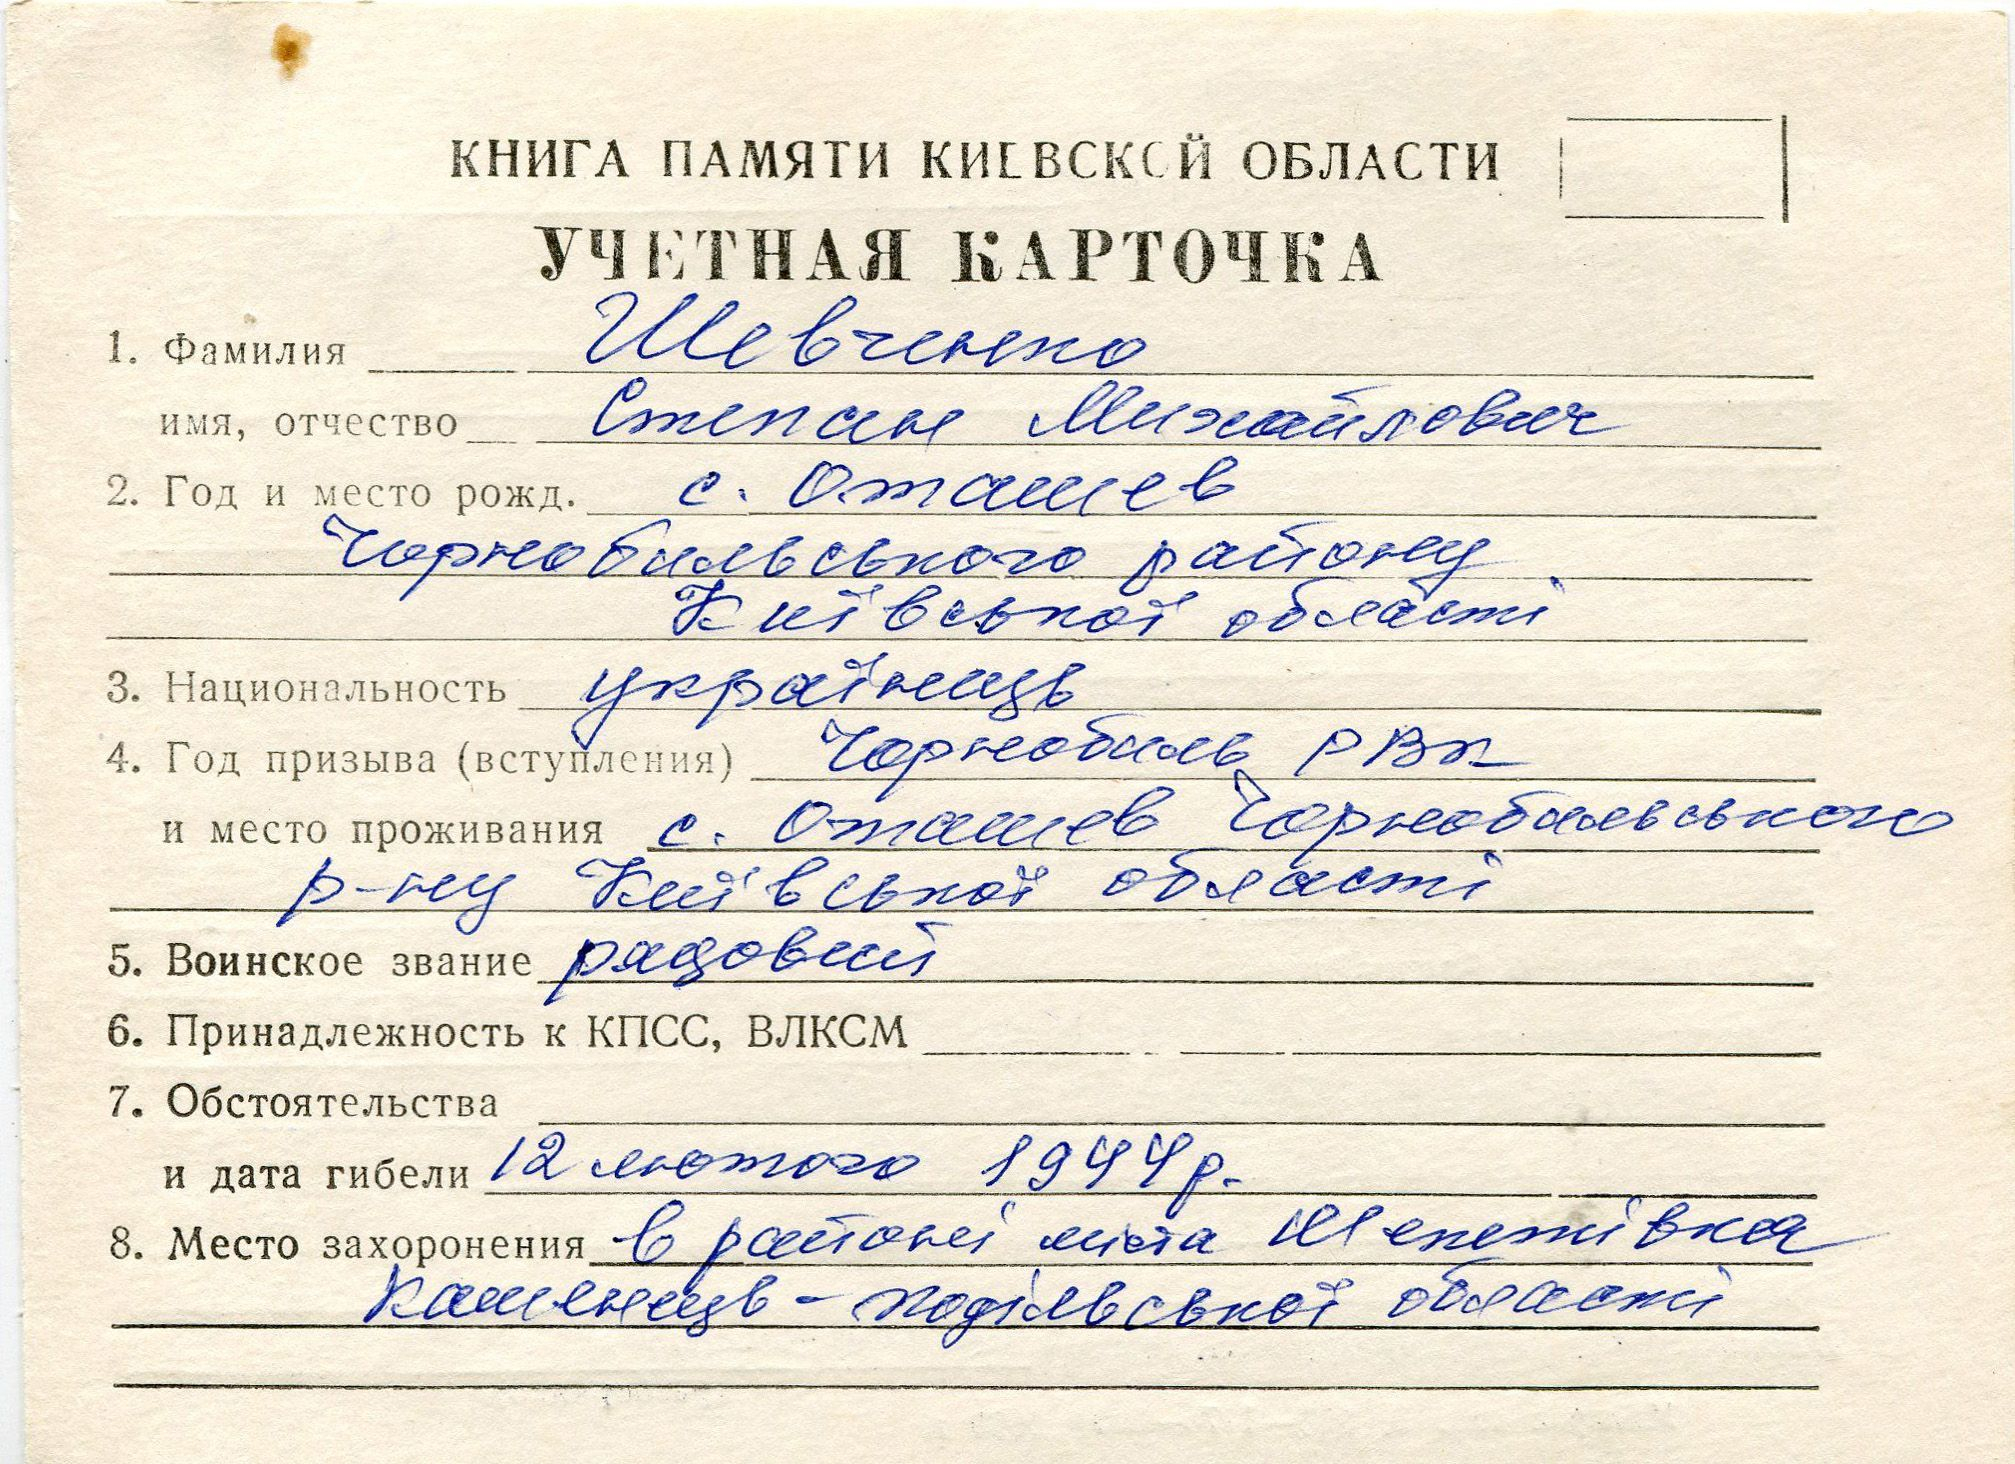 КНИГА ПАМЯТИ КИЕВСКОЙ ОБЛАСТИ
УЧЕТНАЯ КАРТОЧКА
1. Фамилия Шевченко
имя, отчество Степан Михайлович
2. Год и место рожд. с. Оташев
Чорнобильського району
Київської області
3. Национальность українець
4. Год призыва (вступления) Чорнобиль РВК
и место проживания с. Оташев Чорнобильського
р-ну Київської області
5. Воинское звание рядовий
6. Принадлежность к КПСС, ВЛКСМ
7. Обстоятельства
и дата гибели 12 лютого 1944 р.
8. Место захоронения в районі міста Шепетівка
Каменець-Подільської області